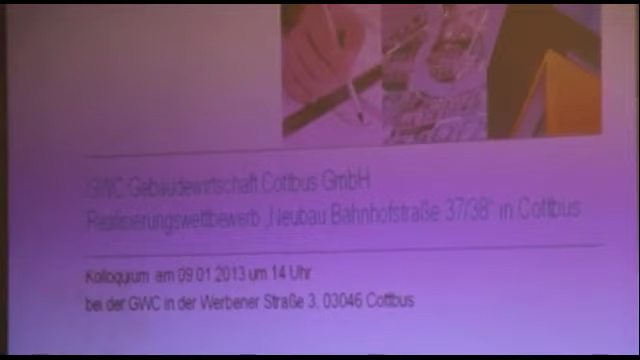 GWC Gebäudewirtschaft Cottbus GmbH
Realisierungswettbewerb „Neubau Bahnhofstraße 37/38“ in Cottbus
Kolloquium am 09.01.2013 um 14 Uhr
bei der GWC in der Werbener Straße 3, 03046 Cottbus